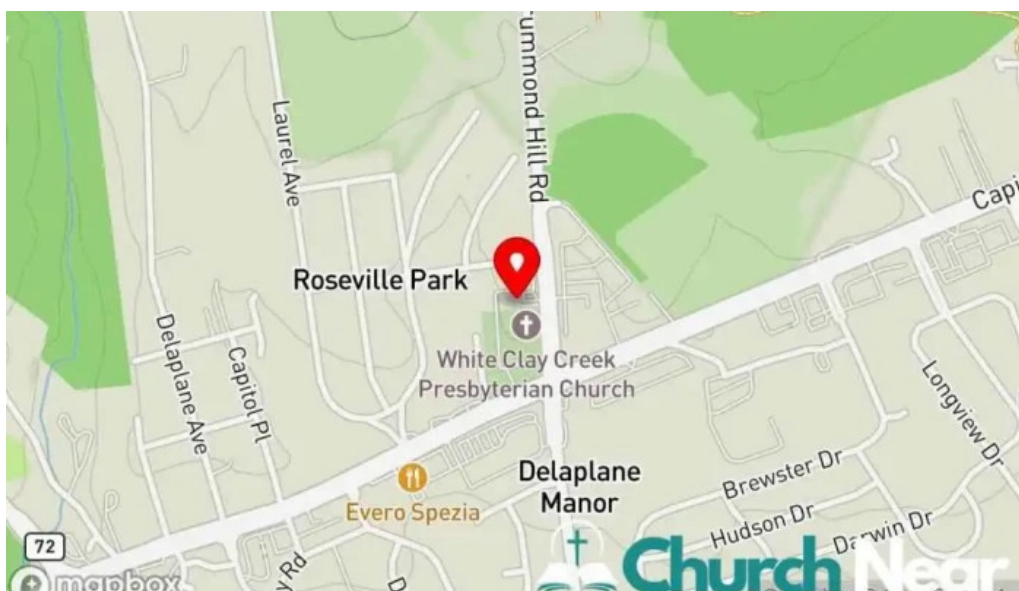 ummond Hill Rd
Laurel Ave
Capi
Roseville Park
White Clay Creek
Presbyterian Church
Delaplane Ave
Capitol Pl
Longview Dr
Delaplane
Manor
Evero Spezia
Brewster Dr
Hudson Dr
Darwin Dr
72
y Rd
D
mapbox
Church Near